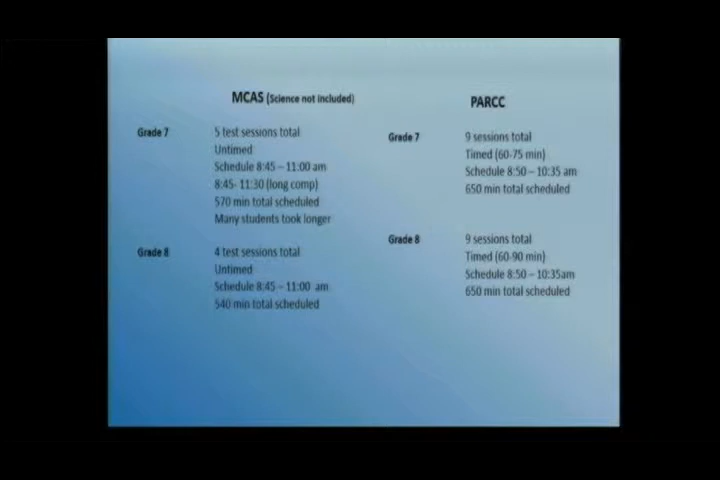 MCAS (Science not included)
Grade 7
5 test sessions total
Untimed
Schedule 8:45 – 11:00 am
8:45- 11:30 (long comp)
570 min total scheduled
Many students took longer
Grade 8
4 test sessions total
Untimed
Schedule 8:45 – 11:00 am
540 min total scheduled
PARCC
Grade 7
9 sessions total
Timed (60-75 min)
Schedule 8:50 – 10:35 am
650 min total scheduled
Grade 8
9 sessions total
Timed (60-90 min)
Schedule 8:50 – 10:35am
650 min total scheduled